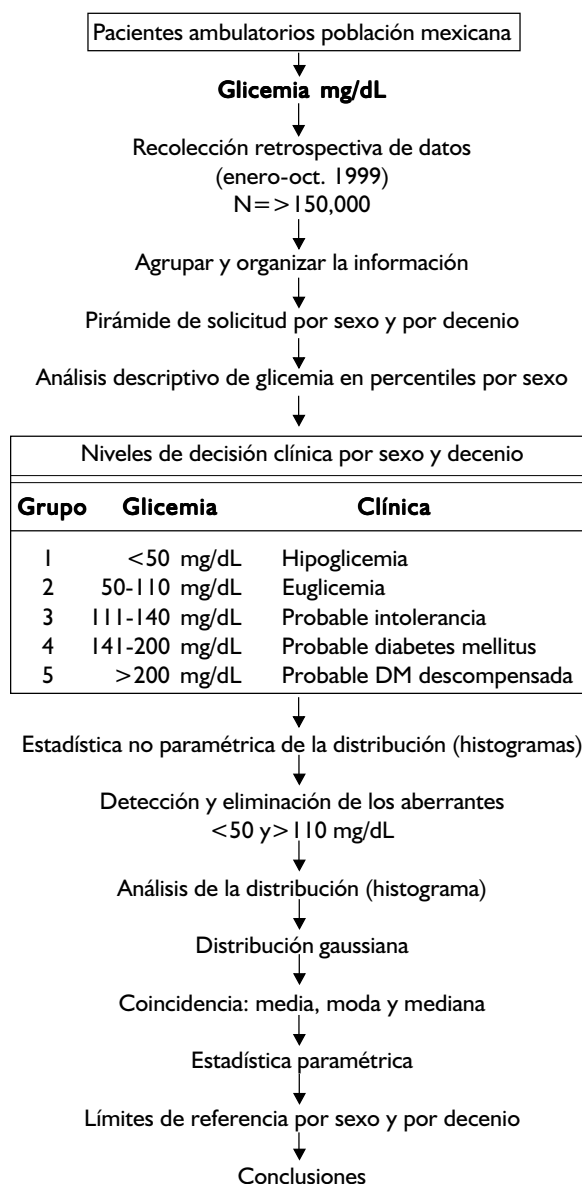 Pacientes ambulatorios población mexicana
Glicemia mg/dL
Recolección retrospectiva de datos
(enero-oct. 1999)
N=>150,000
Agrupar y organizar la información
Pirámide de solicitud por sexo y por decenio
Análisis descriptivo de glicemia en percentiles por sexo
Niveles de decisión clínica por sexo y decenio
Grupo Glicemia Clínica
1 <50 mg/dL Hipoglicemia
2 50-110 mg/dL Euglicemia
3 111-140 mg/dL Probable intolerancia
4 141-200 mg/dL Probable diabetes mellitus
5 >200 mg/dL Probable DM descompensada
Estadística no paramétrica de la distribución (histogramas)
Detección y eliminación de los aberrantes
<50 y>110 mg/dL
Análisis de la distribución (histograma)
Distribución gaussiana
Coincidencia: media, moda y mediana
Estadística paramétrica
Límites de referencia por sexo y por decenio
Conclusiones